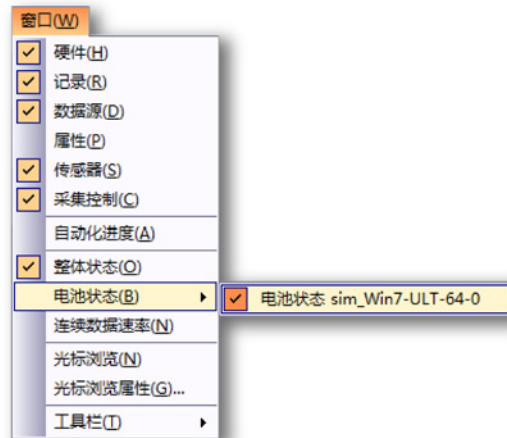 窗口(W)
硬件(H)
记录(R)
数据源(D)
属性(P)
传感器(S)
采集控制(C)
自动化进度(A)
整体状态(O)
电池状态(B)
电池状态 sim_Win7-ULT-64-0
连续数据速率(N)
光标浏览(N)
光标浏览属性(G)...
工具栏(T)